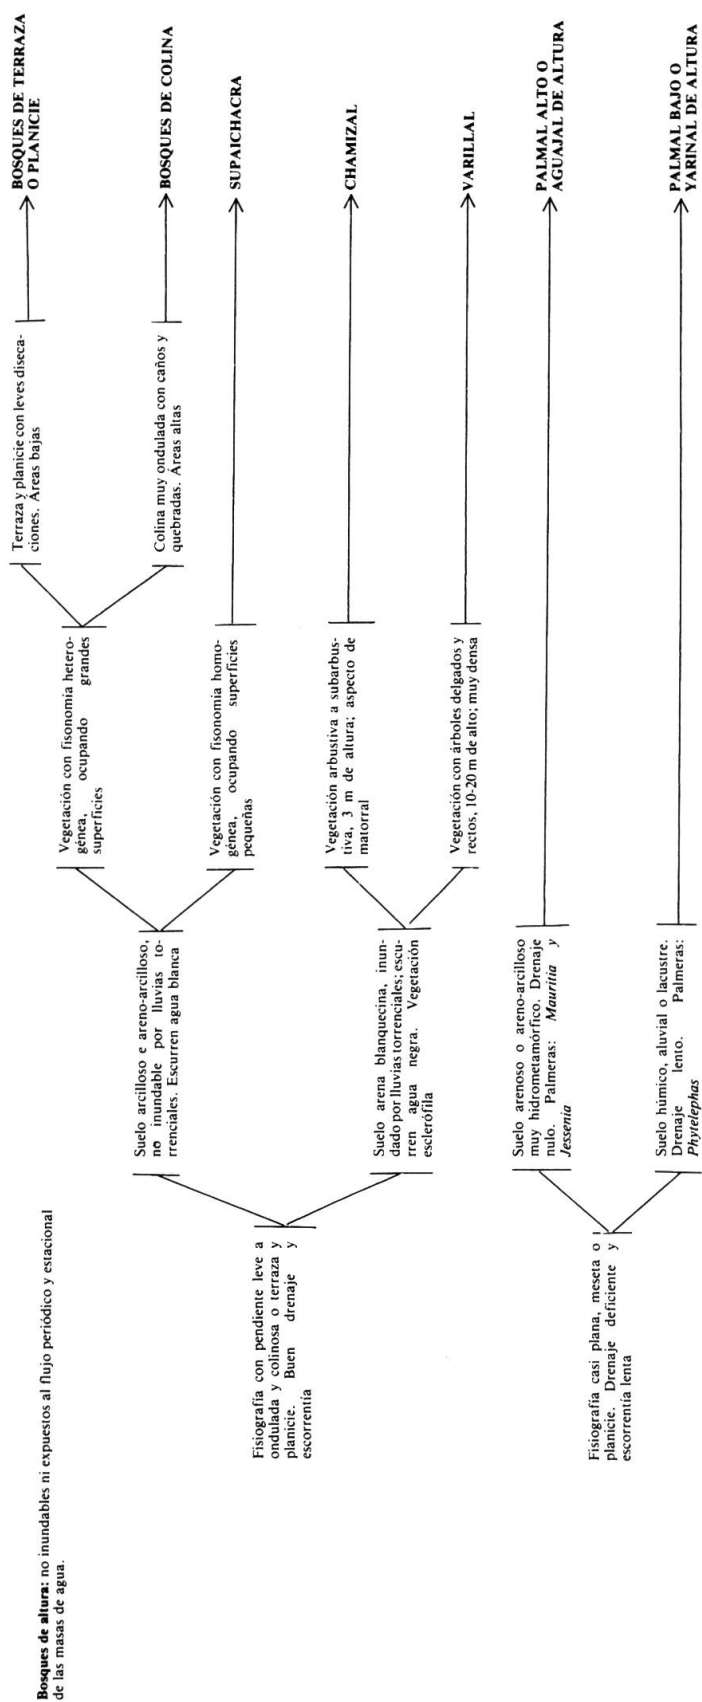 Bosques de altura: no inundables ni expuestos al flujo periódico y estacional
de las masas de agua.
Fisiografía con pendiente leve a
ondulada y colinosa o terraza y
planicie. Buen drenaje y
escorrentía
Suelo arcilloso e areno-arcilloso,
no inundable por lluvias to-
rrenciales. Escurren agua blanca
Vegetación con fisonomia hetero-
génea, ocupando grandes
superficies
Terraza y planicie con leves diseca-
ciones. Áreas bajas
BOSQUES DE TERRAZA
O PLANICIE
Colina muy ondulada con caños y
quebradas. Áreas altas
BOSQUES DE COLINA
Vegetación con fisonomia homo-
génea, ocupando superficies
pequeñas
SUPAICHACRA
Suelo arena blanquecina, inun-
dado por lluvias torrenciales; escu-
rren agua negra. Vegetación
esclerófila
Vegetación arbustiva a subarbus-
tiva, 3 m de altura; aspecto de
matorral
CHAMIZAL
Vegetación con árboles delgados y
rectos, 10-20 m de alto; muy densa
VARILLAL
Fisiografía casi plana, meseta o
planicie. Drenaje deficiente y
escorrentía lenta
Suelo arenoso o areno-arcilloso
muy hidrometamórfico. Drenaje
nulo. Palmeras: Mauritia y
Jessenia
PALMAL ALTO O
AGUAJAL DE ALTURA
Suelo húmico, aluvial o lacustre.
Drenaje lento. Palmeras:
Phytelephas
PALMAL BAJO O
YARINAL DE ALTURA